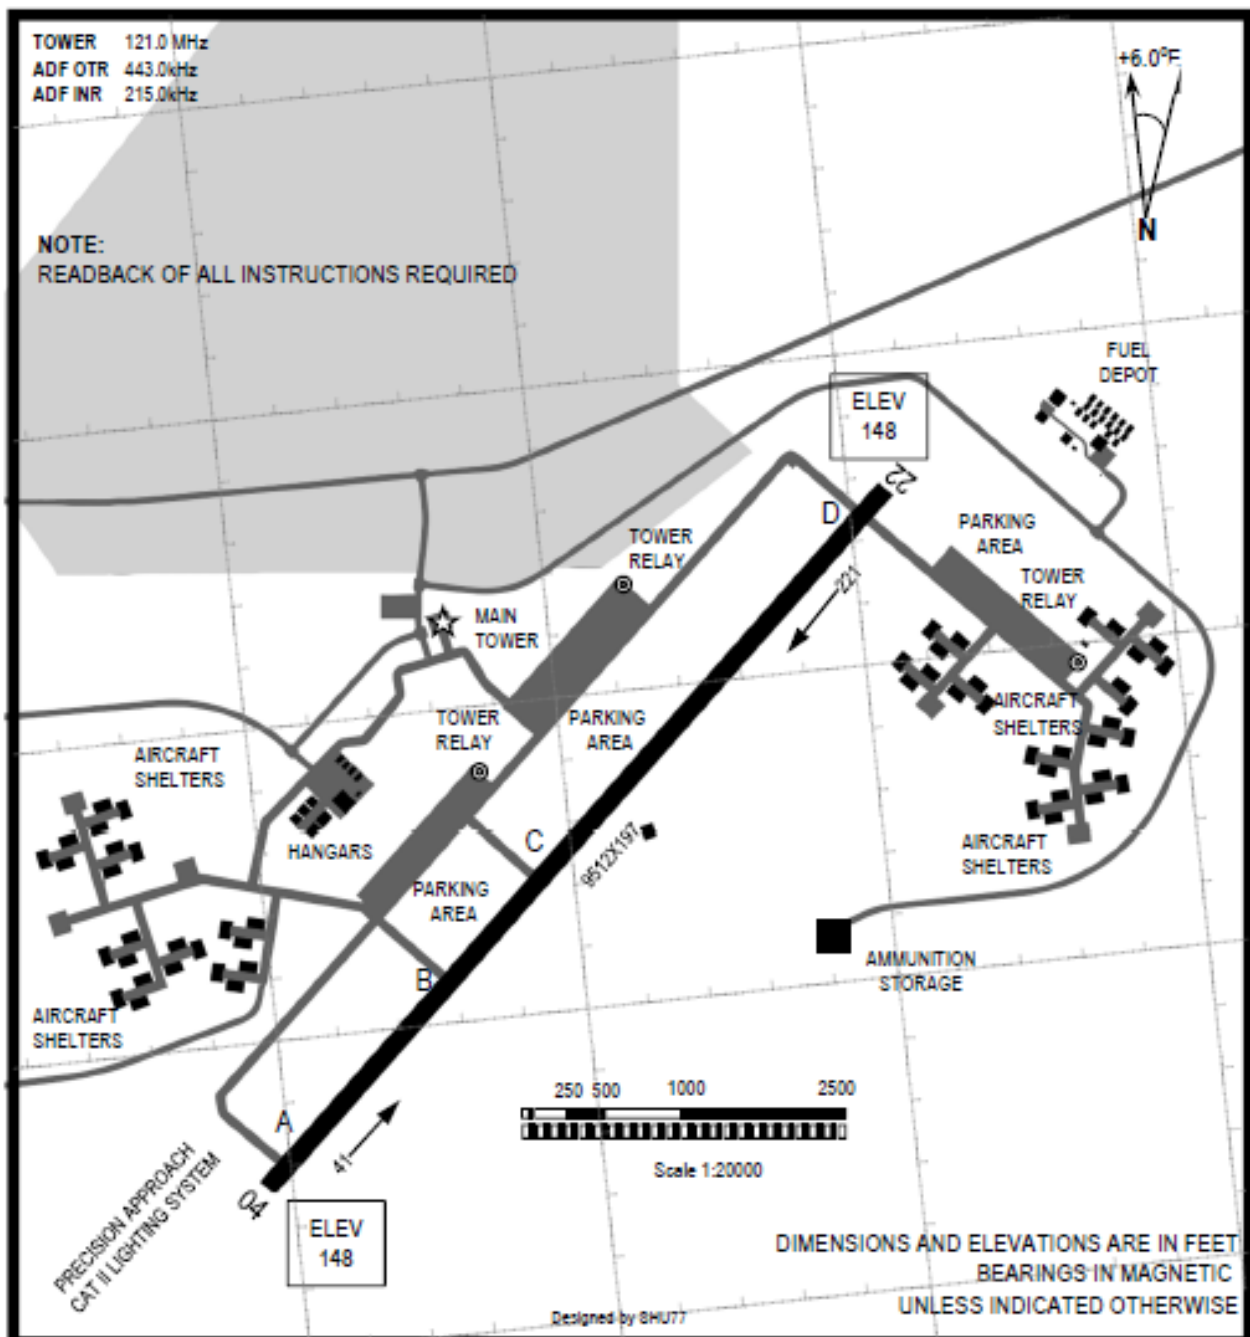 TOWER 121.0 MHz
ADF OTR 443.0kHz
ADF INR 215.0kHz
+6.0°E
N
NOTE:
READBACK OF ALL INSTRUCTIONS REQUIRED
FUEL
DEPOT
ELEV
148
22
D
PARKING
AREA
TOWER
RELAY
TOWER
RELAY
221
MAIN
TOWER
AIRCRAFT
SHELTERS
PARKING
AREA
TOWER
RELAY
AIRCRAFT
SHELTERS
HANGARS
C
9512X197
AIRCRAFT
SHELTERS
PARKING
AREA
AMMUNITION
STORAGE
B
AIRCRAFT
SHELTERS
250 500 1000 2500
Scale 1:20000
A
41
04
PRECISION APPROACH
CAT II LIGHTING SYSTEM
ELEV
148
DIMENSIONS AND ELEVATIONS ARE IN FEET
BEARINGS IN MAGNETIC
UNLESS INDICATED OTHERWISE
Designed by SHU77